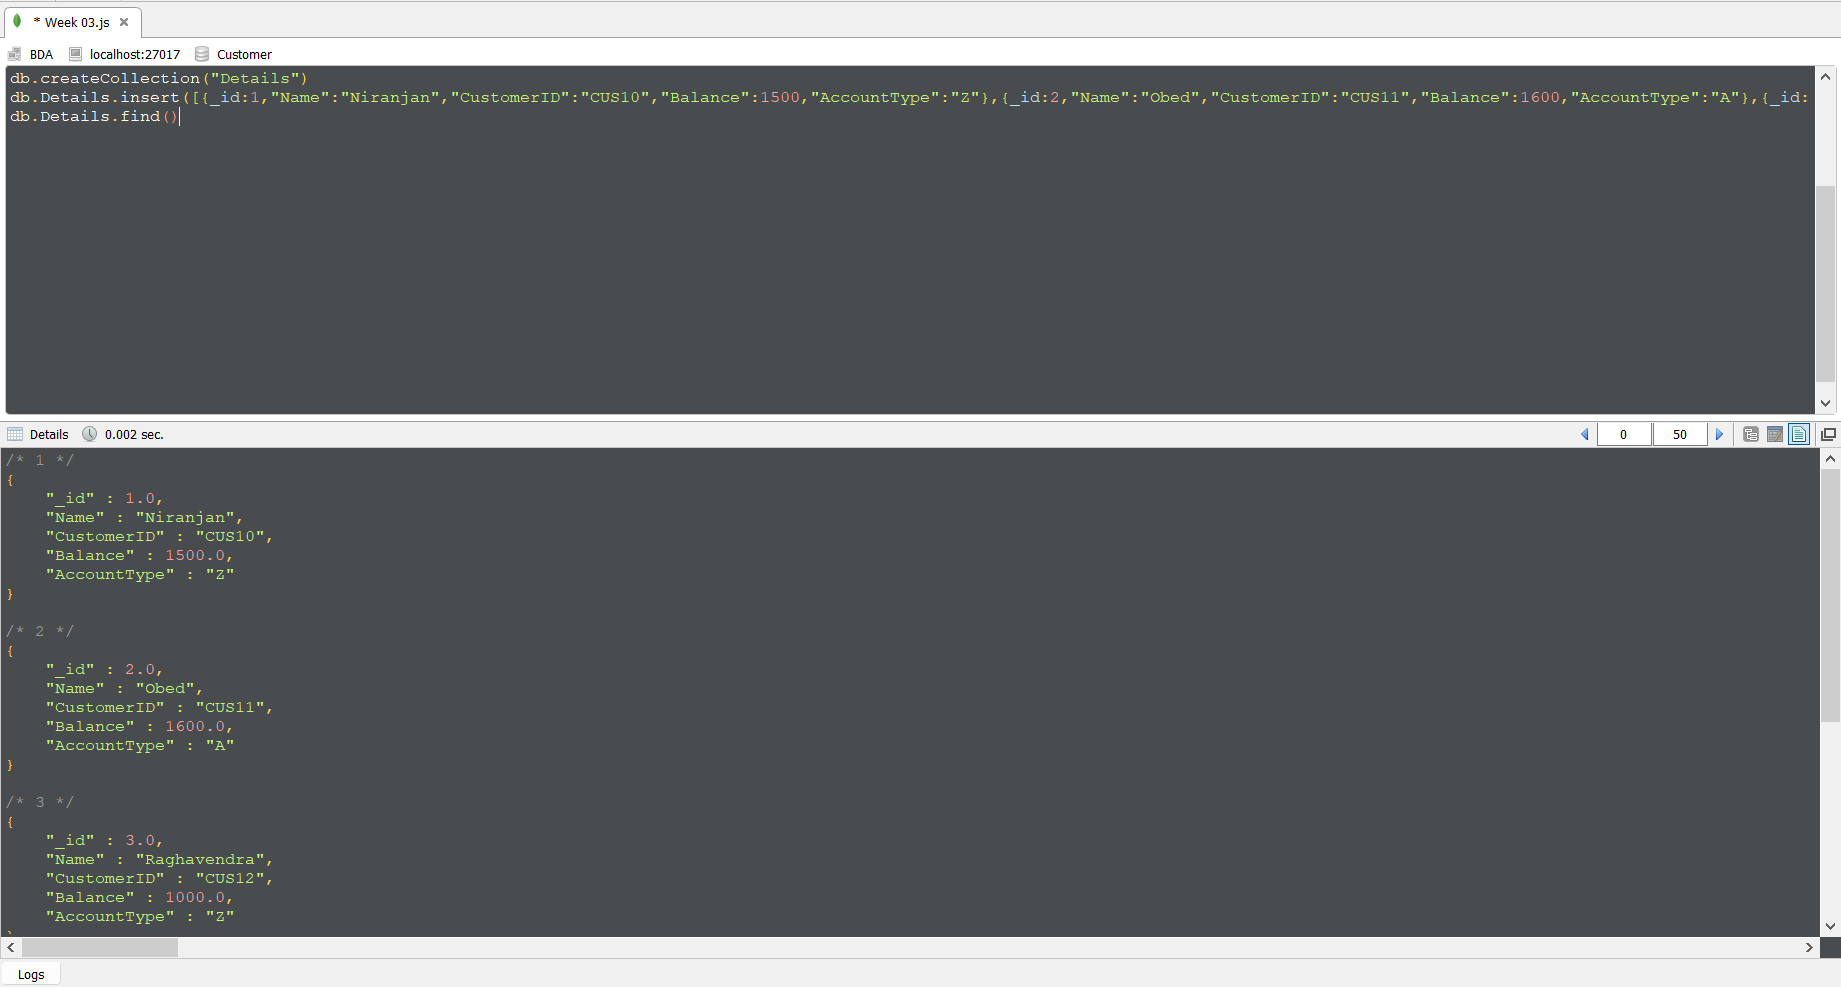 * Week 03.js
BDA localhost:27017 Customer
db.createCollection("Details")
db.Details.insert([{_id:1,"Name":"Niranjan","CustomerID":"CUS10","Balance":1500,"AccountType":"Z"},{_id:2,"Name":"Obed","CustomerID":"CUS11","Balance":1600,"AccountType":"A"},{_id:
db.Details.find()
Details 0.002 sec. 0 50
/* 1 */
{
    "_id" : 1.0,
    "Name" : "Niranjan",
    "CustomerID" : "CUS10",
    "Balance" : 1500.0,
    "AccountType" : "Z"
}
/* 2 */
{
    "_id" : 2.0,
    "Name" : "Obed",
    "CustomerID" : "CUS11",
    "Balance" : 1600.0,
    "AccountType" : "A"
}
/* 3 */
{
    "_id" : 3.0,
    "Name" : "Raghavendra",
    "CustomerID" : "CUS12",
    "Balance" : 1000.0,
    "AccountType" : "Z"
Logs